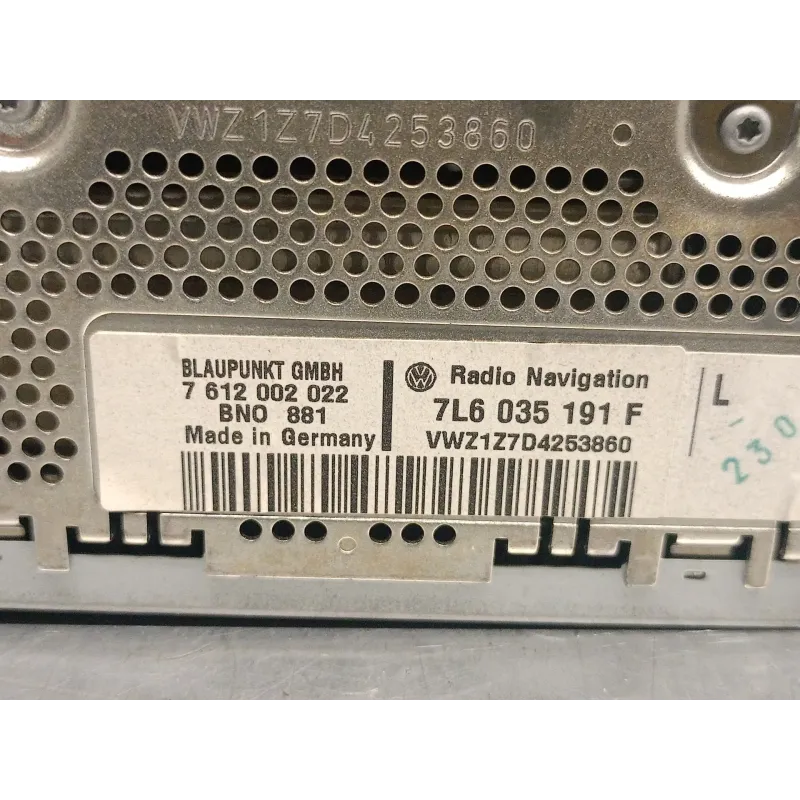 VWZ1Z7D4253860
BLAUPUNKT GMBH
7 612 002 022
BNO 881
Made in Germany
VW Radio Navigation
7L6 035 191 F
VWZ1Z7D4253860
L
230